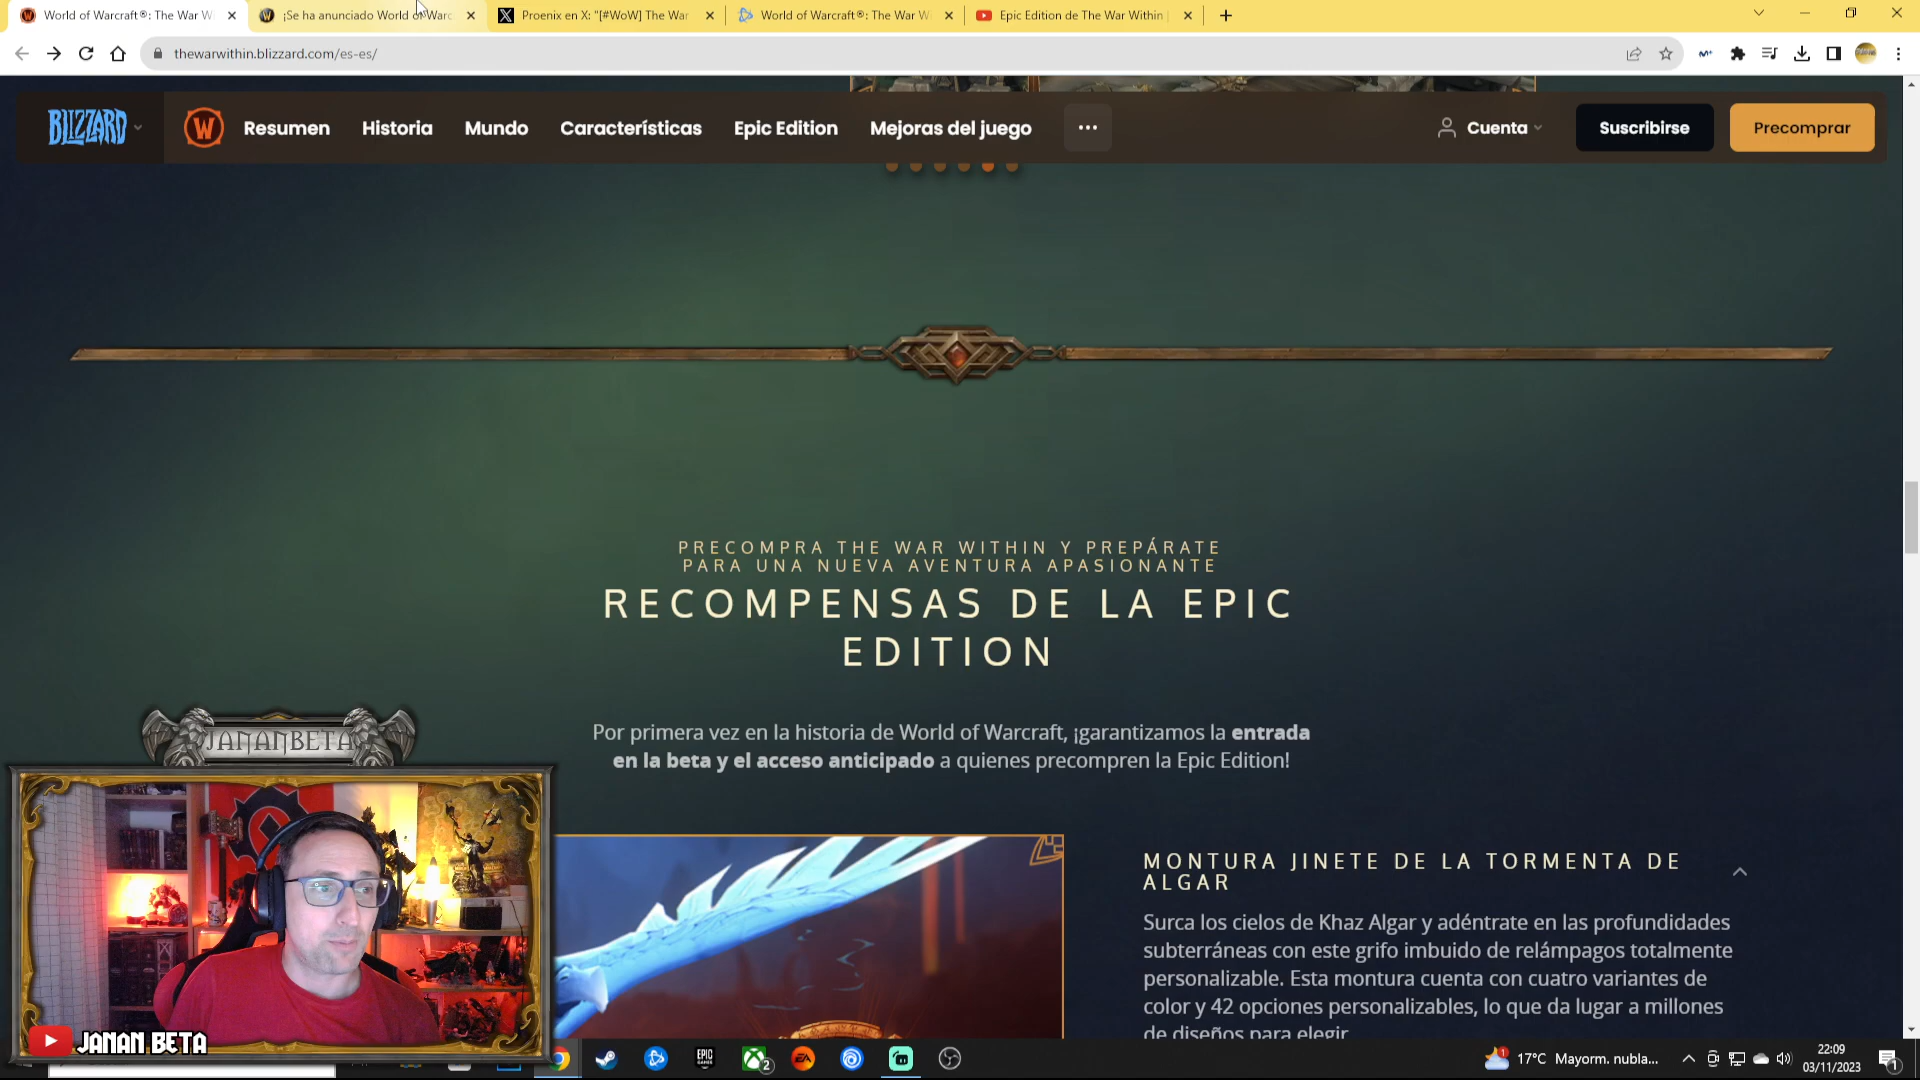 World of Warcraft®: The War W
¡Se ha anunciado World of Warc
Proenix en X: "[#WoW] The War
World of Warcraft®: The War Wi
Epic Edition de The War Within |
thewarwithin.blizzard.com/es-es/
BLIZZARD
W
Resumen
Historia
Mundo
Características
Epic Edition
Mejoras del juego
Cuenta
Suscribirse
Precomprar
PRECOMPRA THE WAR WITHIN Y PREPÁRATE
PARA UNA NUEVA AVENTURA APASIONANTE
RECOMPENSAS DE LA EPIC
EDITION
Por primera vez en la historia de World of Warcraft, ¡garantizamos la entrada
en la beta y el acceso anticipado a quienes precompren la Epic Edition!
MONTURA JINETE DE LA TORMENTA DE
ALGAR
Surca los cielos de Khaz Algar y adéntrate en las profundidades
subterráneas con este grifo imbuido de relámpagos totalmente
personalizable. Esta montura cuenta con cuatro variantes de
color y 42 opciones personalizables, lo que da lugar a millones
de diseños para elegir
JANANBETA
JANAN BETA
EPIC
GAMES
2
EA
1
17°C Mayorm. nubla...
22:09
03/11/2023
1